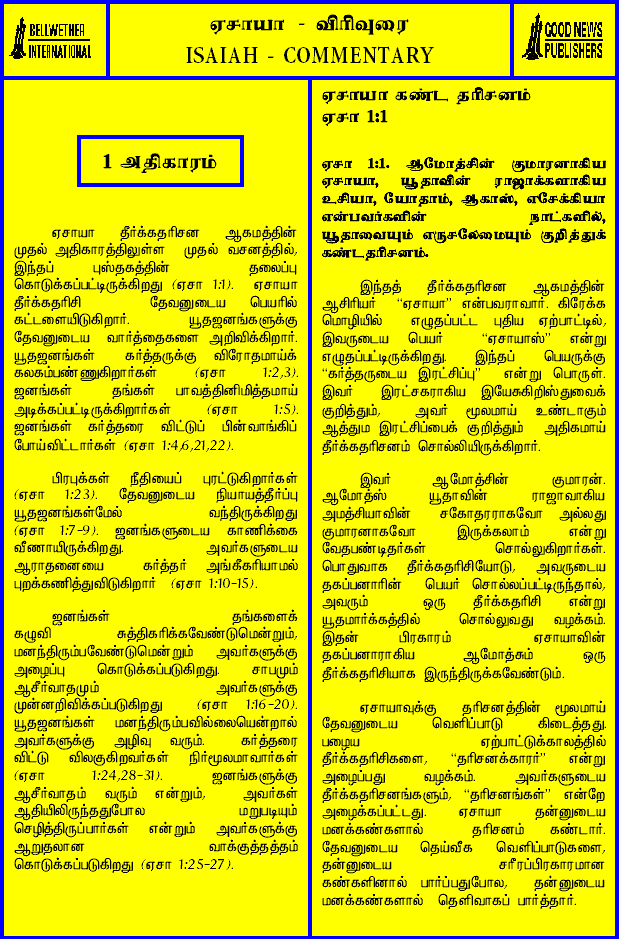 BELLWETHER
INTERNATIONAL
ஏசாயா - விரிவுரை
ISAIAH - COMMENTARY
GOOD NEWS
PUBLISHERS
1 அதிகாரம்
ஏசாயா தீர்க்கதரிசன ஆகமத்தின்
முதல் அதிகாரத்திலுள்ள முதல் வசனத்தில்,
இந்தப் புஸ்தகத்தின் தலைப்பு
கொடுக்கப்பட்டிருக்கிறது (ஏசா 1:1). ஏசாயா
தீர்க்கதரிசி தேவனுடைய பெயரில்
கட்டளையிடுகிறார். யூதஜனங்களுக்கு
தேவனுடைய வார்த்தைகளை அறிவிக்கிறார்.
யூதஜனங்கள் கர்த்தருக்கு விரோதமாய்க்
கலகம்பண்ணுகிறார்கள் (ஏசா 1:2,3).
ஜனங்கள் தங்கள் பாவத்தினிமித்தமாய்
அடிக்கப்பட்டிருக்கிறார்கள் (ஏசா 1:5).
ஜனங்கள் கர்த்தரை விட்டுப் பின்வாங்கிப்
போய்விட்டார்கள் (ஏசா 1:4,6,21,22).
பிரபுக்கள் நீதியைப் புரட்டுகிறார்கள்
(ஏசா 1:23). தேவனுடைய நியாயத்தீர்ப்பு
யூதஜனங்கள்மேல் வந்திருக்கிறது
(ஏசா 1:7-9). ஜனங்களுடைய காணிக்கை
வீணாயிருக்கிறது. அவர்களுடைய
ஆராதனையை கர்த்தர் அங்கீகரியாமல்
புறக்கணித்துவிடுகிறார் (ஏசா 1:10-15).
ஜனங்கள் தங்களைக்
கழுவி சுத்திகரிக்கவேண்டுமென்றும்,
மனந்திரும்பவேண்டுமென்றும் அவர்களுக்கு
அழைப்பு கொடுக்கப்படுகிறது. சாபமும்
ஆசீர்வாதமும் அவர்களுக்கு
முன்னறிவிக்கப்படுகிறது (ஏசா 1:16-20).
யூதஜனங்கள் மனந்திரும்பவில்லையென்றால்
அவர்களுக்கு அழிவு வரும். கர்த்தரை
விட்டு விலகுகிறவர்கள் நிர்மூலமாவார்கள்
(ஏசா 1:24,28-31). ஜனங்களுக்கு
ஆசீர்வாதம் வரும் என்றும், அவர்கள்
ஆதியிலிருந்ததுபோல மறுபடியும்
செழித்திருப்பார்கள் என்றும் அவர்களுக்கு
ஆறுதலான வாக்குத்தத்தம்
கொடுக்கப்படுகிறது (ஏசா 1:25-27).
ஏசாயா கண்ட தரிசனம்
ஏசா 1:1
ஏசா 1:1. ஆமோத்சின் குமாரனாகிய
ஏசாயா, யூதாவின் ராஜாக்களாகிய
உசியா, யோதாம், ஆகாஸ், எசேக்கியா
என்பவர்களின் நாட்களில்,
யூதாவையும் எருசலேமையும் குறித்துக்
கண்டதரிசனம்.
இந்தத் தீர்க்கதரிசன ஆகமத்தின்
ஆசிரியர் “ஏசாயா” என்பவராவார். கிரேக்க
மொழியில் எழுதப்பட்ட புதிய ஏற்பாட்டில்,
இவருடைய பெயர் “ஏசாயாஸ்” என்று
எழுதப்பட்டிருக்கிறது. இந்தப் பெயருக்கு
“கர்த்தருடைய இரட்சிப்பு” என்று பொருள்.
இவர் இரட்சகராகிய இயேசுகிறிஸ்துவைக்
குறித்தும், அவர் மூலமாய் உண்டாகும்
ஆத்தும இரட்சிப்பைக் குறித்தும் அதிகமாய்
தீர்க்கதரிசனம் சொல்லியிருக்கிறார்.
இவர் ஆமோத்சின் குமாரன்.
ஆமோத்ஸ் யூதாவின் ராஜாவாகிய
அமத்சியாவின் சகோதரராகவோ அல்லது
குமாரனாகவோ இருக்கலாம் என்று
வேதபண்டிதர்கள் சொல்லுகிறார்கள்.
பொதுவாக தீர்க்கதரிசியோடு, அவருடைய
தகப்பனாரின் பெயர் சொல்லப்பட்டிருந்தால்,
அவரும் ஒரு தீர்க்கதரிசி என்று
யூதமார்க்கத்தில் சொல்லுவது வழக்கம்.
இதன் பிரகாரம் ஏசாயாவின்
தகப்பனாராகிய ஆமோத்சும் ஒரு
தீர்க்கதரிசியாக இருந்திருக்கவேண்டும்.
ஏசாயாவுக்கு தரிசனத்தின் மூலமாய்
தேவனுடைய வெளிப்பாடு கிடைத்தது.
பழைய ஏற்பாட்டுக்காலத்தில்
தீர்க்கதரிசிகளை, “தரிசனக்காரர்” என்று
அழைப்பது வழக்கம். அவர்களுடைய
தீர்க்கதரிசனங்களும், “தரிசனங்கள்” என்றே
அழைக்கப்பட்டது. ஏசாயா தன்னுடைய
மனக்கண்களால் தரிசனம் கண்டார்.
தேவனுடைய தெய்வீக வெளிப்பாடுகளை,
தன்னுடைய சரீரப்பிரகாரமான
கண்களினால் பார்ப்பதுபோல, தன்னுடைய
மனக்கண்களால் தெளிவாகப் பார்த்தார்.